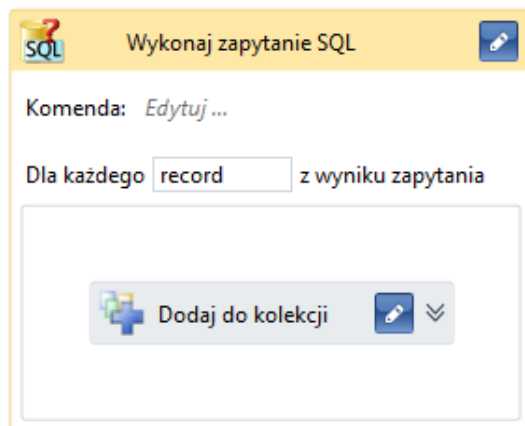 SQL ?
Wykonaj zapytanie SQL
Komenda: Edytuj ...
Dla każdego record z wyniku zapytania
Dodaj do kolekcji